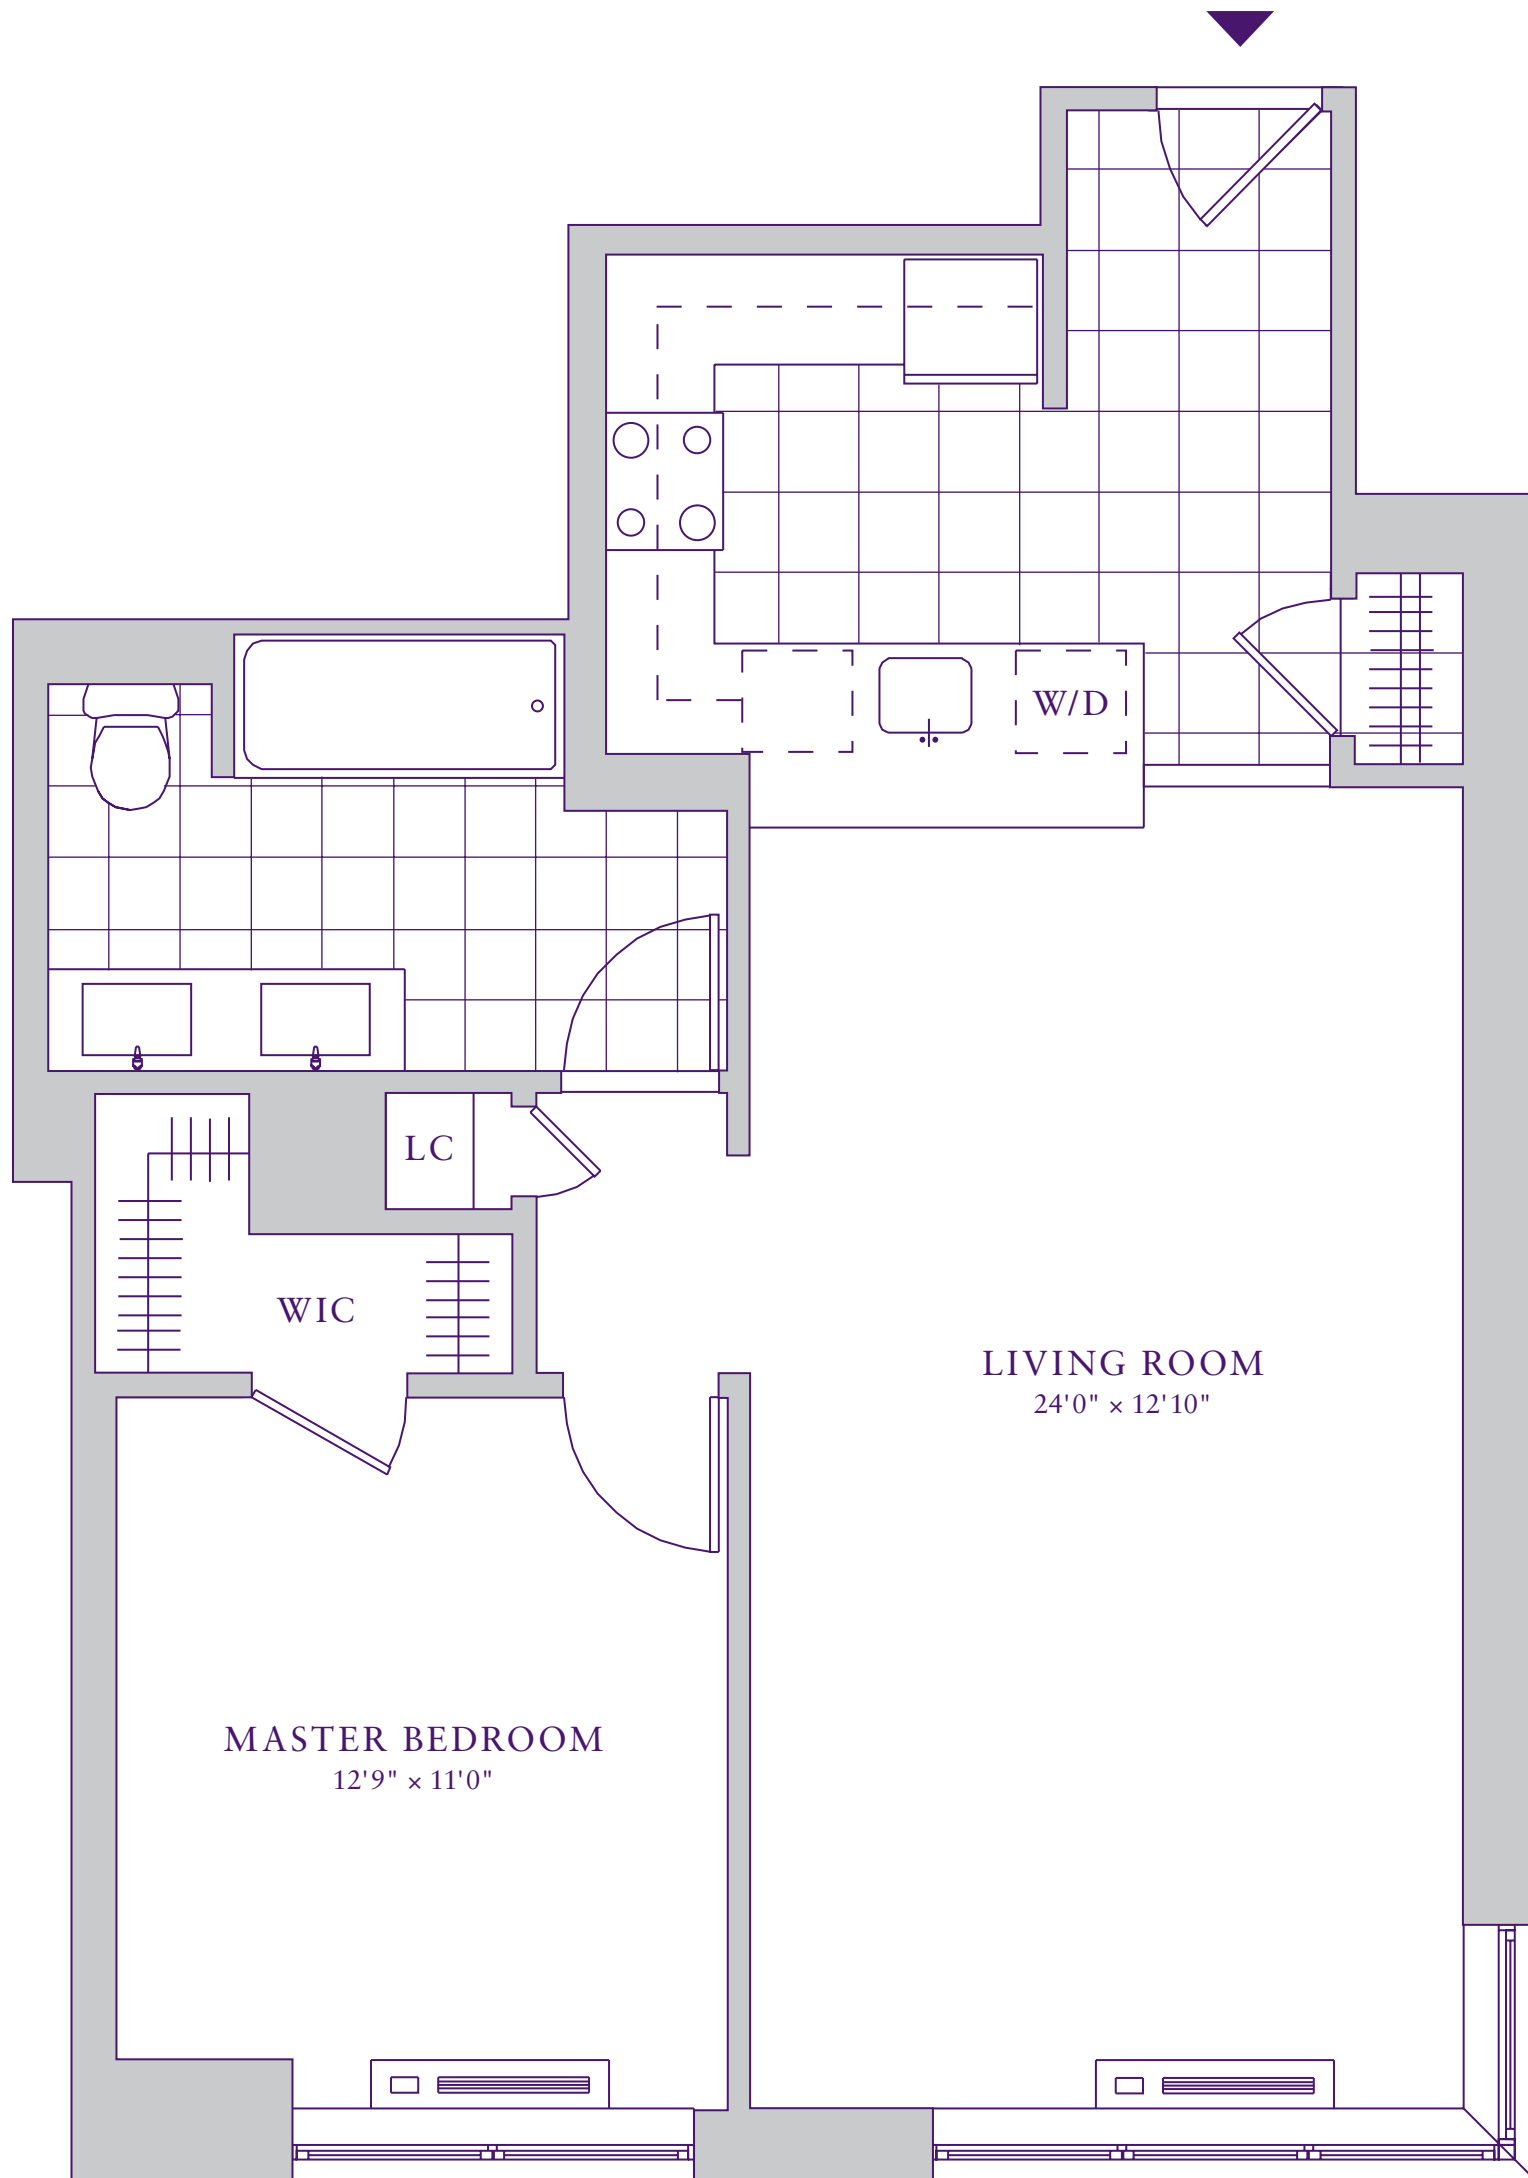 W/D
LC
WIC
LIVING ROOM
24'0" × 12'10"
MASTER BEDROOM
12'9" × 11'0"